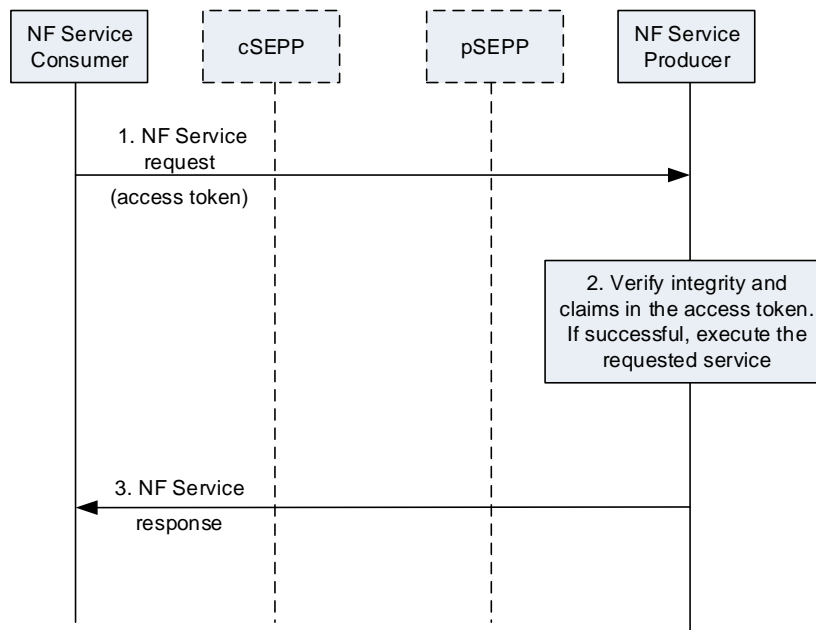 NF Service
Consumer
cSEPP
pSEPP
NF Service
Producer
1. NF Service
request
(access token)
2. Verify integrity and
claims in the access token.
If successful, execute the
requested service
3. NF Service
response